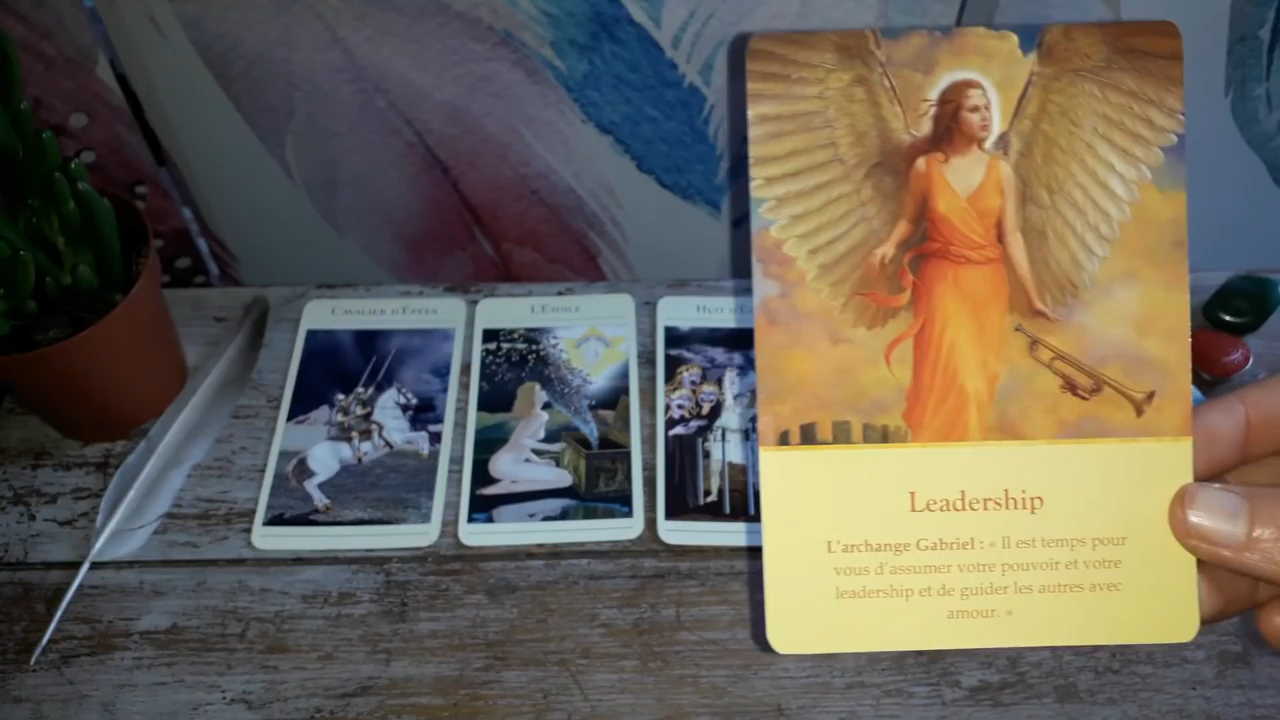 CAVALIER D'ÉPÉES
L'ÉTOILE
HUIT D'É
Leadership
L'archange Gabriel : « Il est temps pour
vous d'assumer votre pouvoir et votre
leadership et de guider les autres avec
amour. «